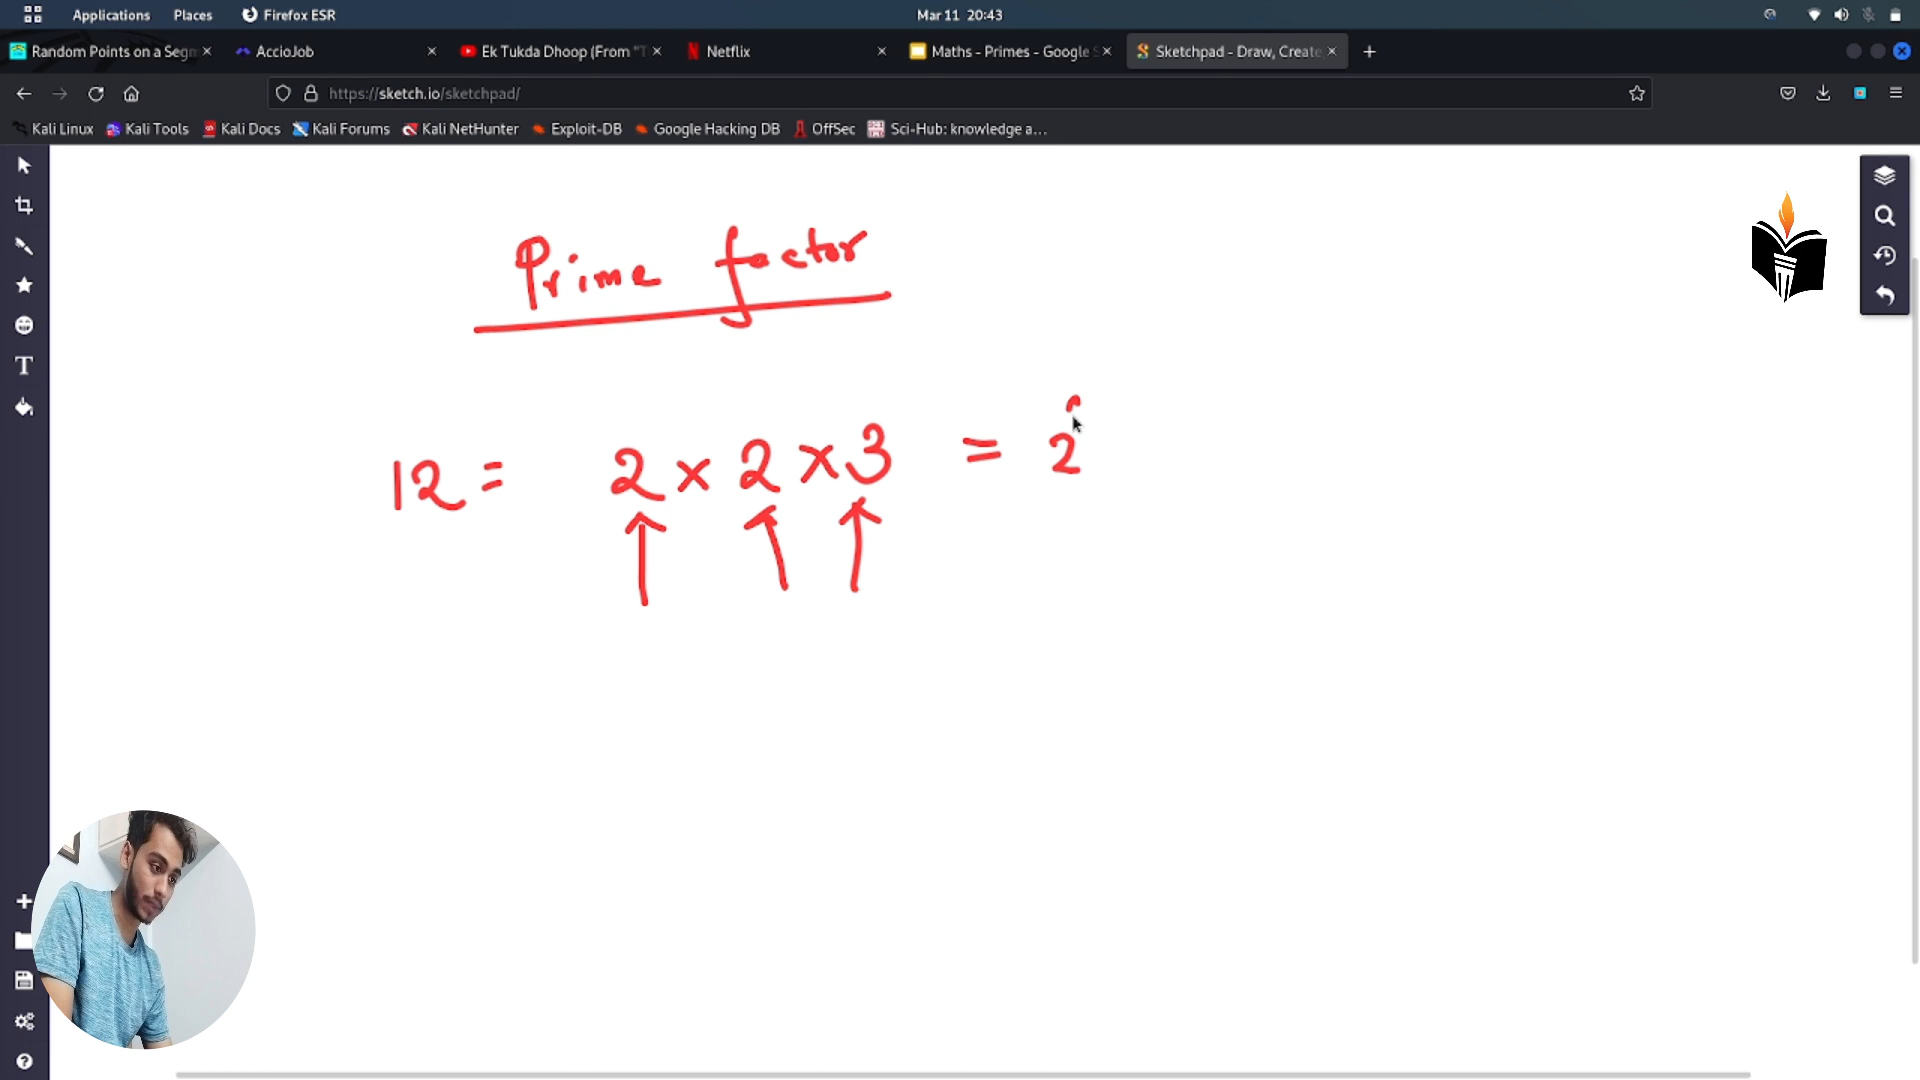 Applications Places Firefox ESR Mar 11 20:43
Random Points on a Segm AccioJob Ek Tukda Dhoop (From "T Netflix Maths - Primes - Google S Sketchpad - Draw, Create
https://sketch.io/sketchpad/
Kali Linux Kali Tools Kali Docs Kali Forums Kali NetHunter Exploit-DB Google Hacking DB OffSec Sci-Hub: knowledge a...
Prime factor
12 = 2 x 2 x 3 = 2